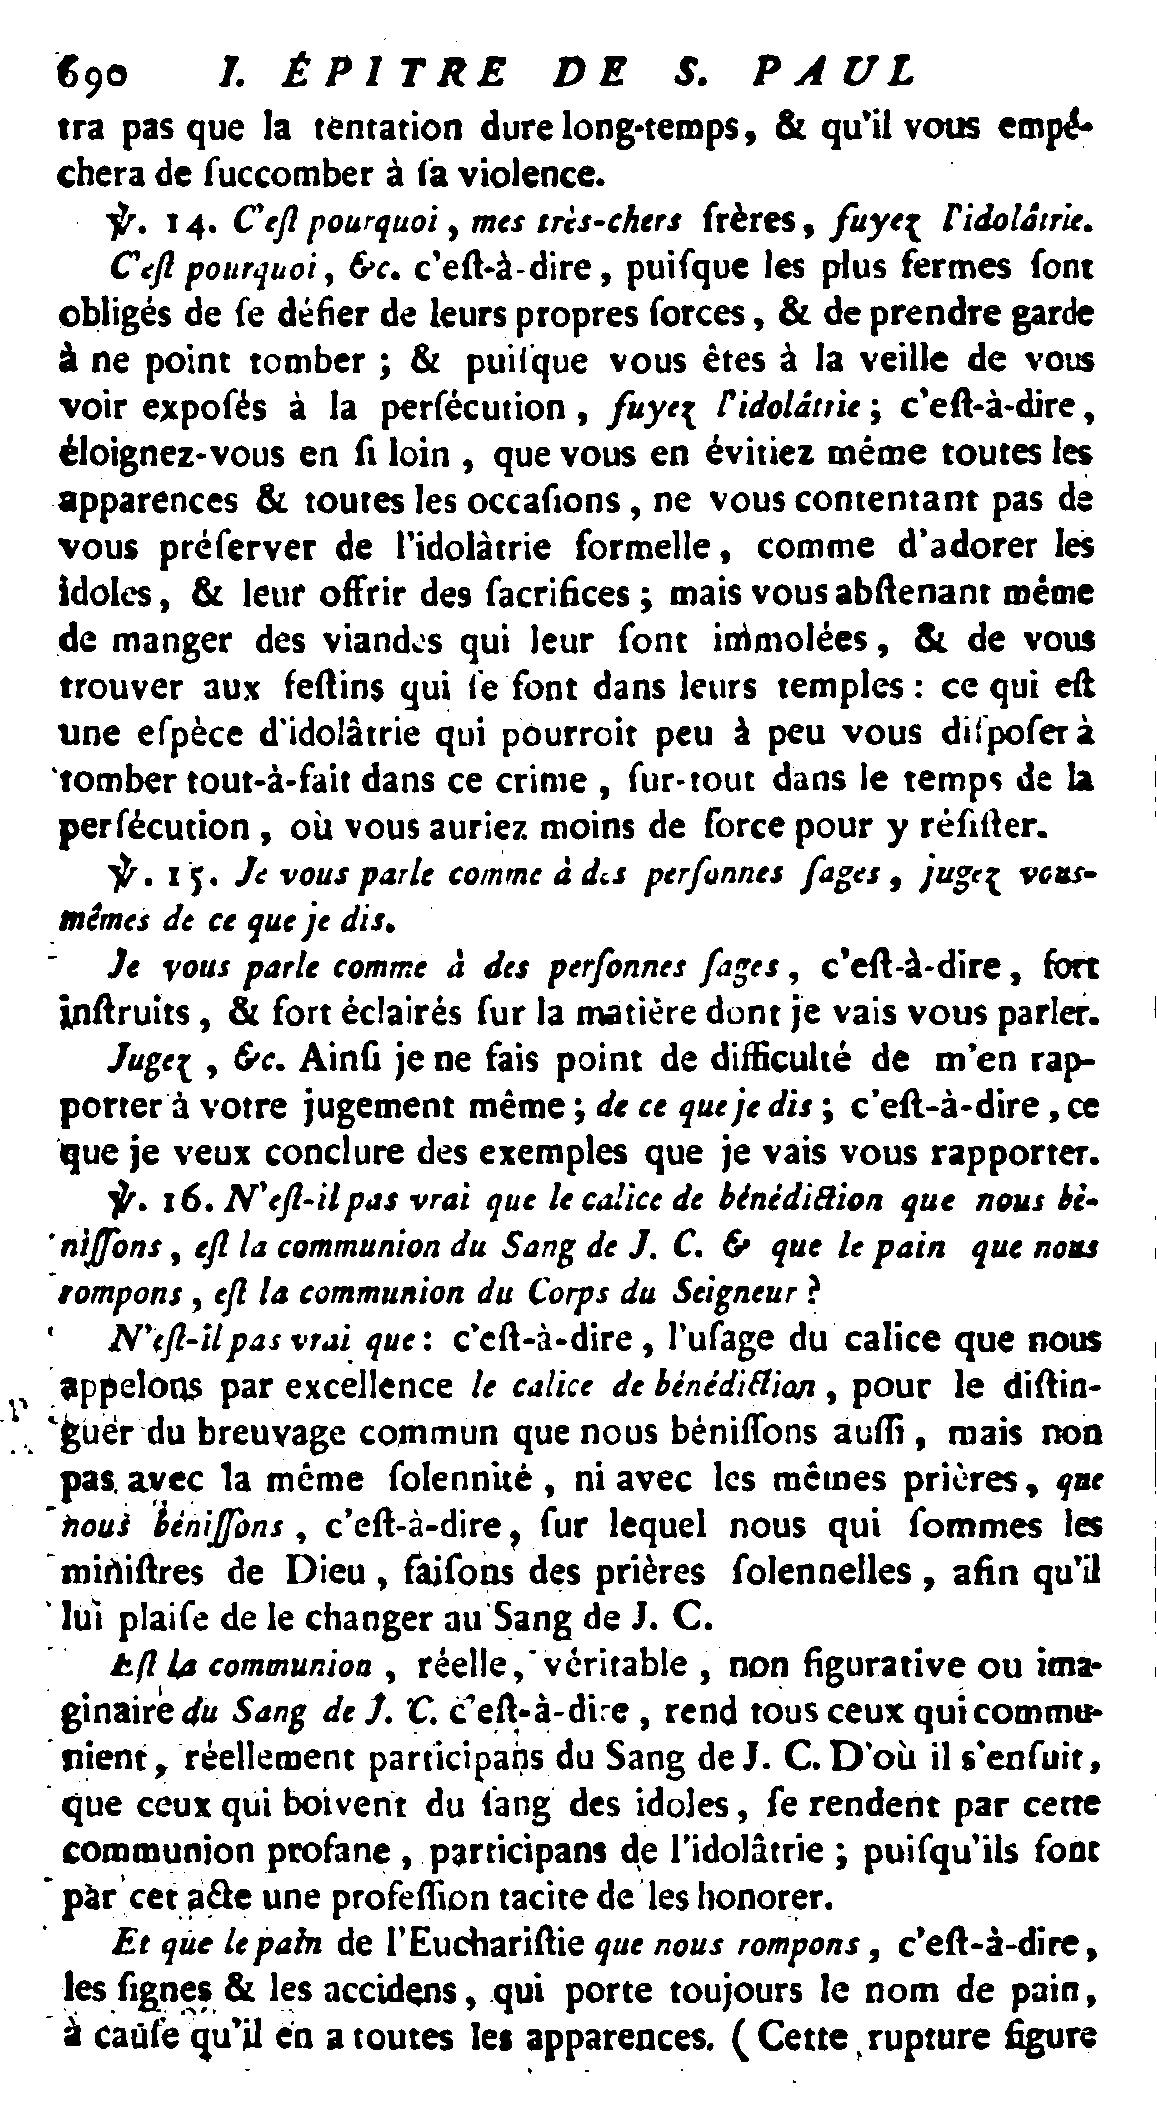 690 I. ÉPITRE DE S. PAUL
tra pas que la tentation dure long-temps, & qu'il vous empê-
chera de ſuccomber à ſa violence.
℣. 14. C'eſt pourquoi, mes très-chers frères, fuyez l'idolâtrie.
C'eſt pourquoi, &c. c'eſt-à-dire, puiſque les plus fermes ſont
obligés de ſe défier de leurs propres forces, & de prendre garde
à ne point tomber ; & puiſque vous êtes à la veille de vous
voir expoſés à la perſécution, fuyez l'idolâtrie ; c'eſt-à-dire,
éloignez-vous en ſi loin, que vous en évitiez même toutes les
apparences & toutes les occaſions, ne vous contentant pas de
vous préſerver de l'idolàtrie formelle, comme d'adorer les
idoles, & leur offrir des ſacrifices ; mais vous abſtenant même
de manger des viandes qui leur ſont immolées, & de vous
trouver aux feſtins qui ſe font dans leurs temples : ce qui eſt
une eſpèce d'idolâtrie qui pourroit peu à peu vous diſpoſer à
tomber tout-à-fait dans ce crime, ſur-tout dans le temps de la
perſécution, où vous auriez moins de force pour y réſiſter.
℣. 15. Je vous parle comme à des perſonnes ſages, jugez vous-
mêmes de ce que je dis.
Je vous parle comme à des perſonnes ſages, c'eſt-à-dire, fort
inſtruits, & fort éclairés ſur la matière dont je vais vous parler.
Jugez, &c. Ainſi je ne fais point de difficulté de m'en rap-
porter à votre jugement même ; de ce que je dis ; c'eſt-à-dire, ce
que je veux conclure des exemples que je vais vous rapporter.
℣. 16. N'eſt-il pas vrai que le calice de bénédiction que nous bé-
niſſons, eſt la communion du Sang de J. C. & que le pain que nous
rompons, eſt la communion du Corps du Seigneur ?
N'eſt-il pas vrai que : c'eſt-à-dire, l'uſage du calice que nous
appelons par excellence le calice de bénédiction, pour le diſtin-
guer du breuvage commun que nous béniſſons auſſi, mais non
pas avec la même ſolennité, ni avec les mêmes prières, que
nous béniſſons, c'eſt-à-dire, ſur lequel nous qui ſommes les
miniſtres de Dieu, faiſons des prières ſolennelles, afin qu'il
lui plaiſe de le changer au Sang de J. C.
Eſt la communion, réelle, véritable, non figurative ou ima-
ginaire du Sang de J. C. c'eſt-à-dire, rend tous ceux qui commu-
nient, réellement participans du Sang de J. C. D'où il s'enſuit,
que ceux qui boivent du ſang des idoles, ſe rendent par cette
communion profane, participans de l'idolâtrie ; puiſqu'ils font
par cet acte une profeſſion tacite de les honorer.
Et que le pain de l'Euchariſtie que nous rompons, c'eſt-à-dire,
les ſignes & les accidens, qui porte toujours le nom de pain,
à cauſe qu'il en a toutes les apparences. (Cette rupture figure